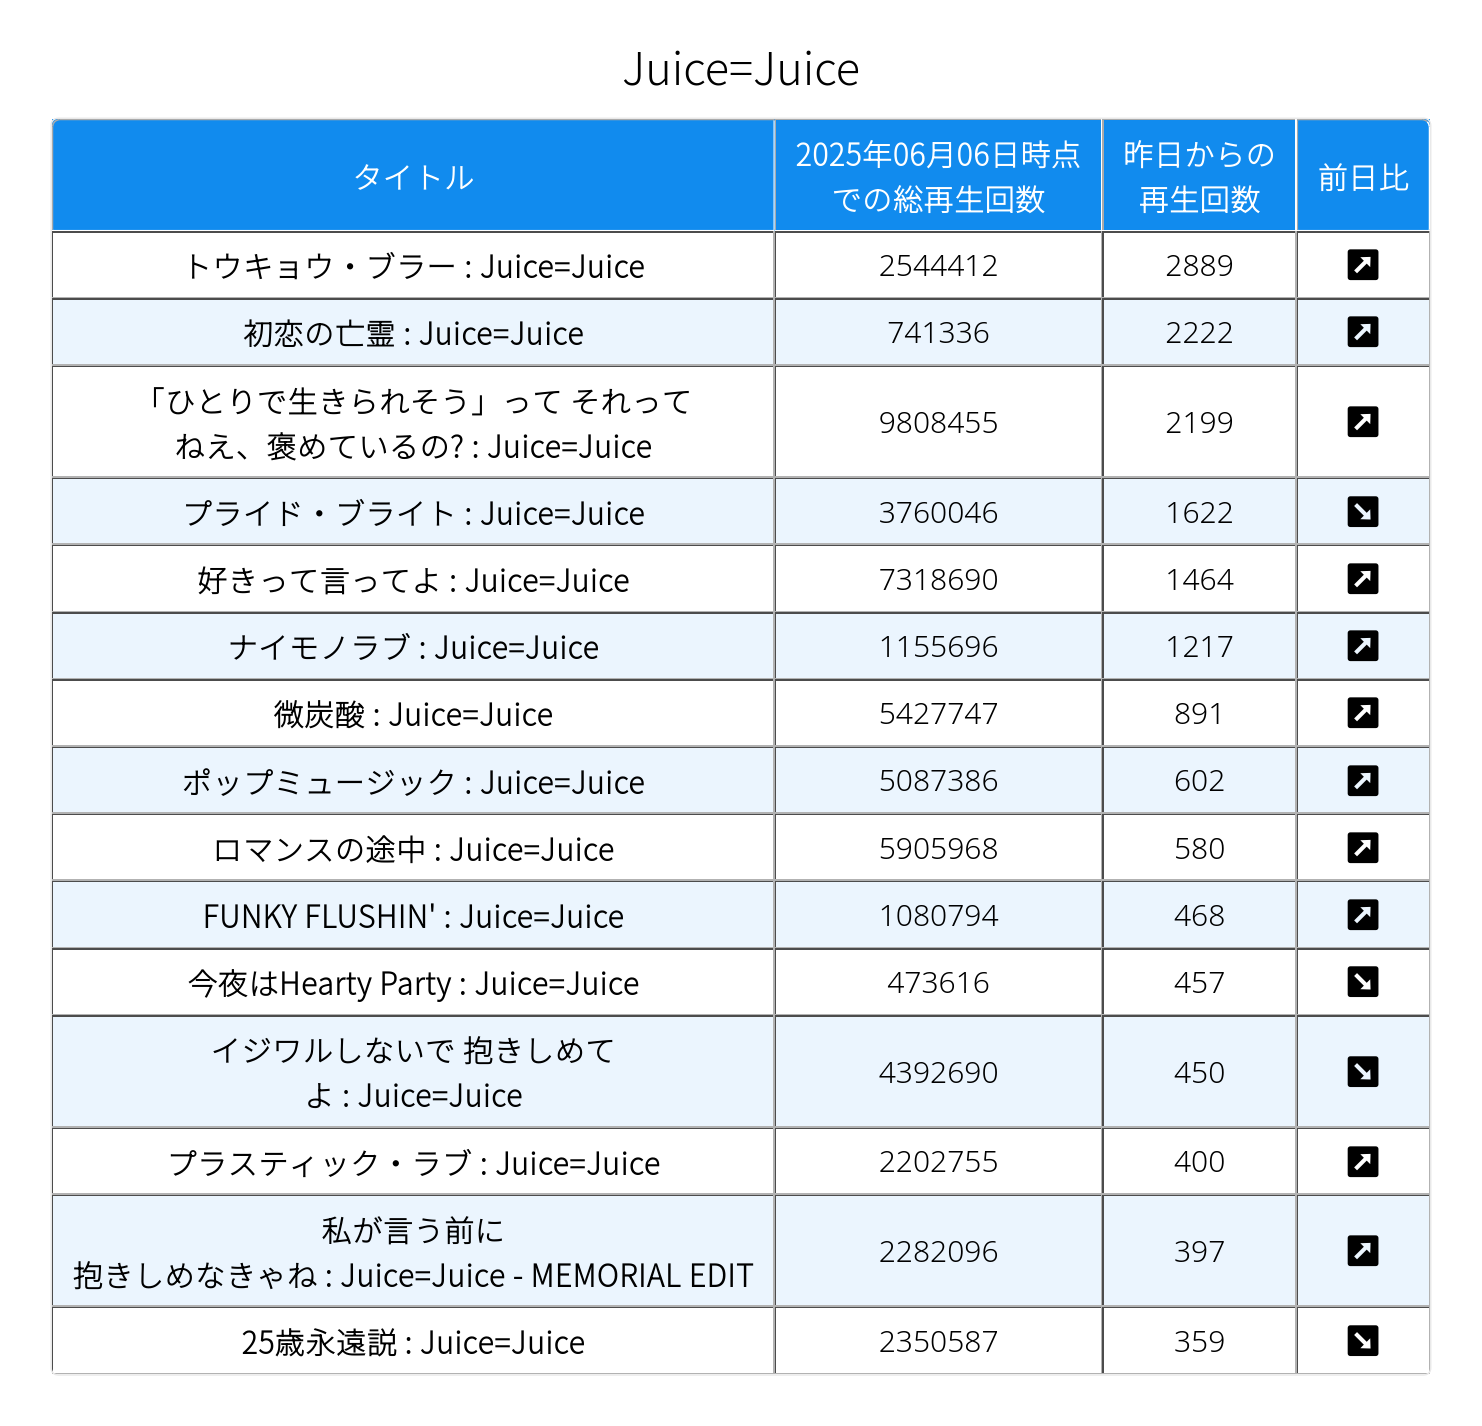 Juice=Juice
タイトル
2025年06月06日時点
での総再生回数
昨日からの
再生回数
前日比
トウキョウ・ブラー : Juice=Juice 2544412 2889
初恋の亡霊 : Juice=Juice 741336 2222
「ひとりで生きられそう」って それって
ねえ、褒めているの? : Juice=Juice 9808455 2199
プライド・ブライト : Juice=Juice 3760046 1622
好きって言ってよ : Juice=Juice 7318690 1464
ナイモノラブ : Juice=Juice 1155696 1217
微炭酸 : Juice=Juice 5427747 891
ポップミュージック : Juice=Juice 5087386 602
ロマンスの途中 : Juice=Juice 5905968 580
FUNKY FLUSHIN' : Juice=Juice 1080794 468
今夜はHearty Party : Juice=Juice 473616 457
イジワルしないで 抱きしめて
よ : Juice=Juice 4392690 450
プラスティック・ラブ : Juice=Juice 2202755 400
私が言う前に
抱きしめなきゃね : Juice=Juice - MEMORIAL EDIT 2282096 397
25歳永遠説 : Juice=Juice 2350587 359